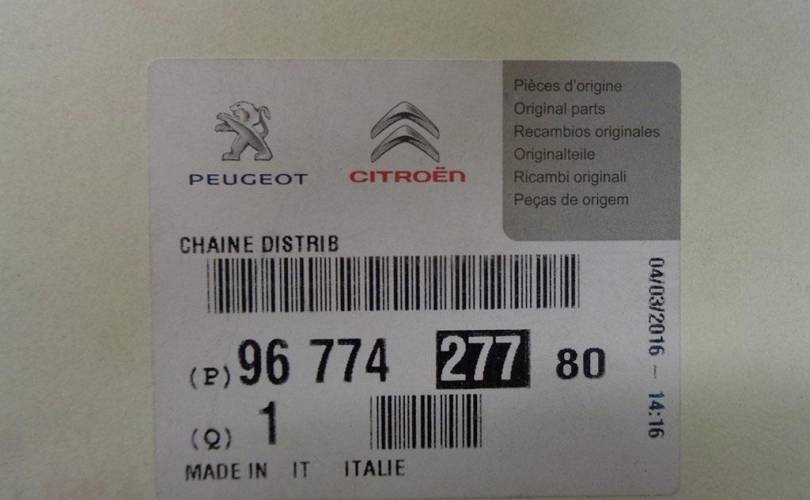 PEUGEOT
CITROËN
Pièces d'origine
Original parts
Recambios originales
Originalteile
Ricambi originali
Peças de origem
CHAINE DISTRIB
(P) 96 774 277 80
(Q) 1
MADE IN IT ITALIE
04/03/2016 - 14:16